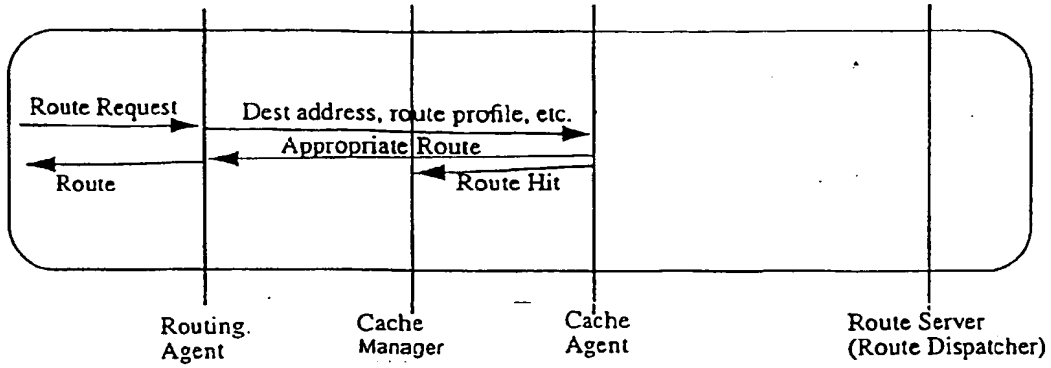 Route Request
Dest address, route profile, etc.
Appropriate Route
Route
Route Hit
Routing.
Agent
Cache
Manager
Cache
Agent
Route Server
(Route Dispatcher)